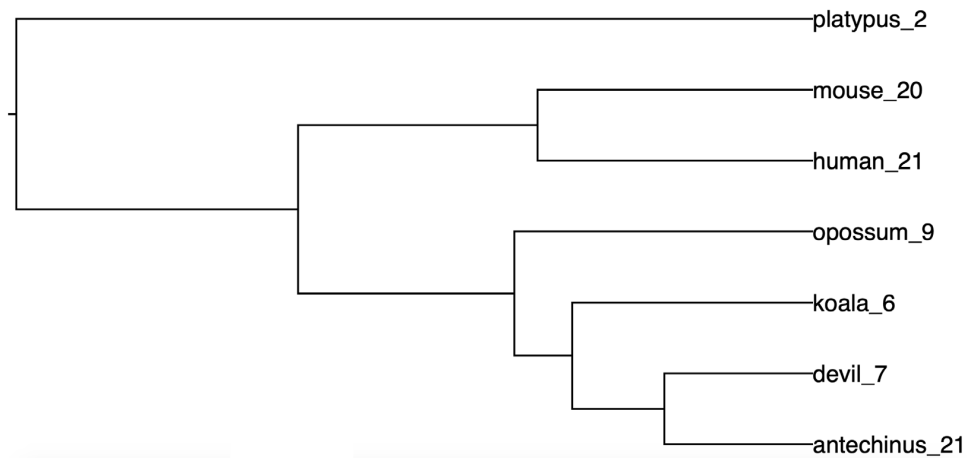 platypus_2
mouse_20
human_21
opossum_9
koala_6
devil_7
antechinus_21